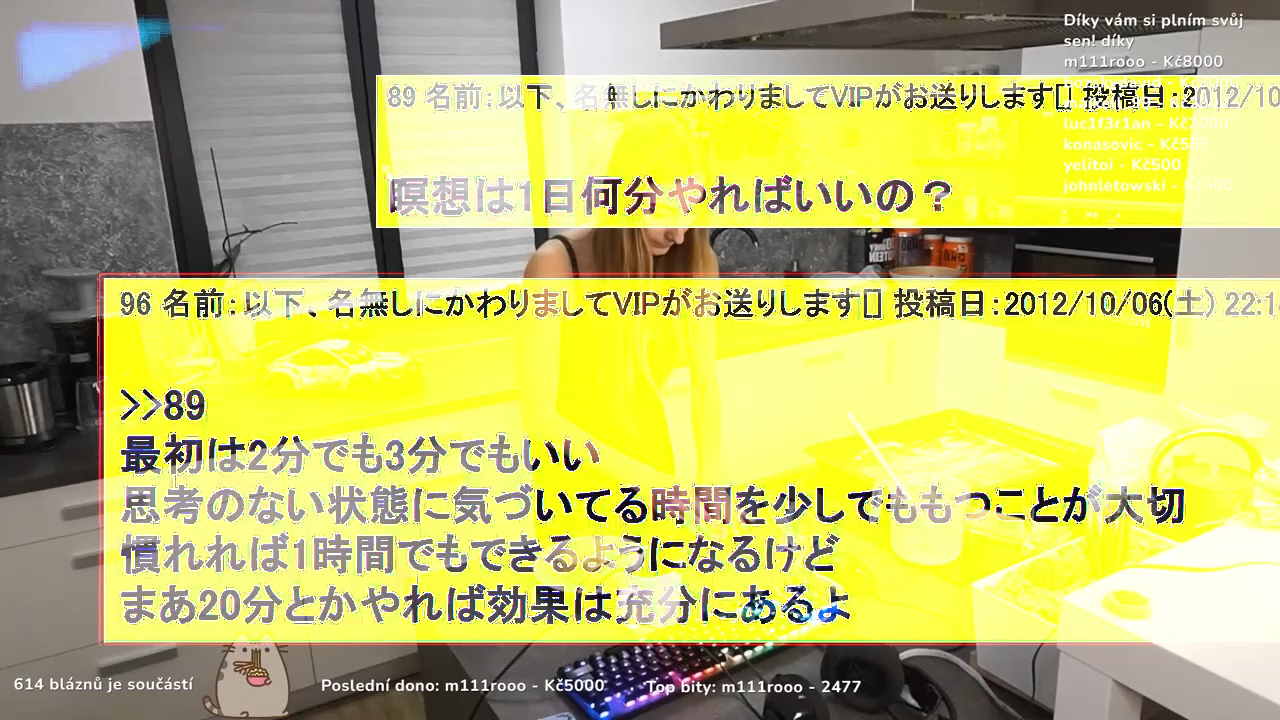 Díky vám si plním svůj
sen! díky
m111rooo - Kč8000
89 名前：以下、名無しにかわりましてVIPがお送りします[] 投稿日：2012/10
luc1f3r1an - Kč2000
konasovic - Kč555
yelitoi - Kč500
johnletowski - Kč500
瞑想は1日何分やればいいの？
96 名前：以下、名無しにかわりましてVIPがお送りします[] 投稿日：2012/10/06(土) 22:1
>>89
最初は2分でも3分でもいい
思考のない状態に気づいてる時間を少しでももつことが大切
慣れれば1時間でもできるようになるけど
まあ20分とかやれば効果は充分にあるよ
614 bláznů je součástí
Poslední dono: m111rooo - Kč5000
Top bity: m111rooo - 2477